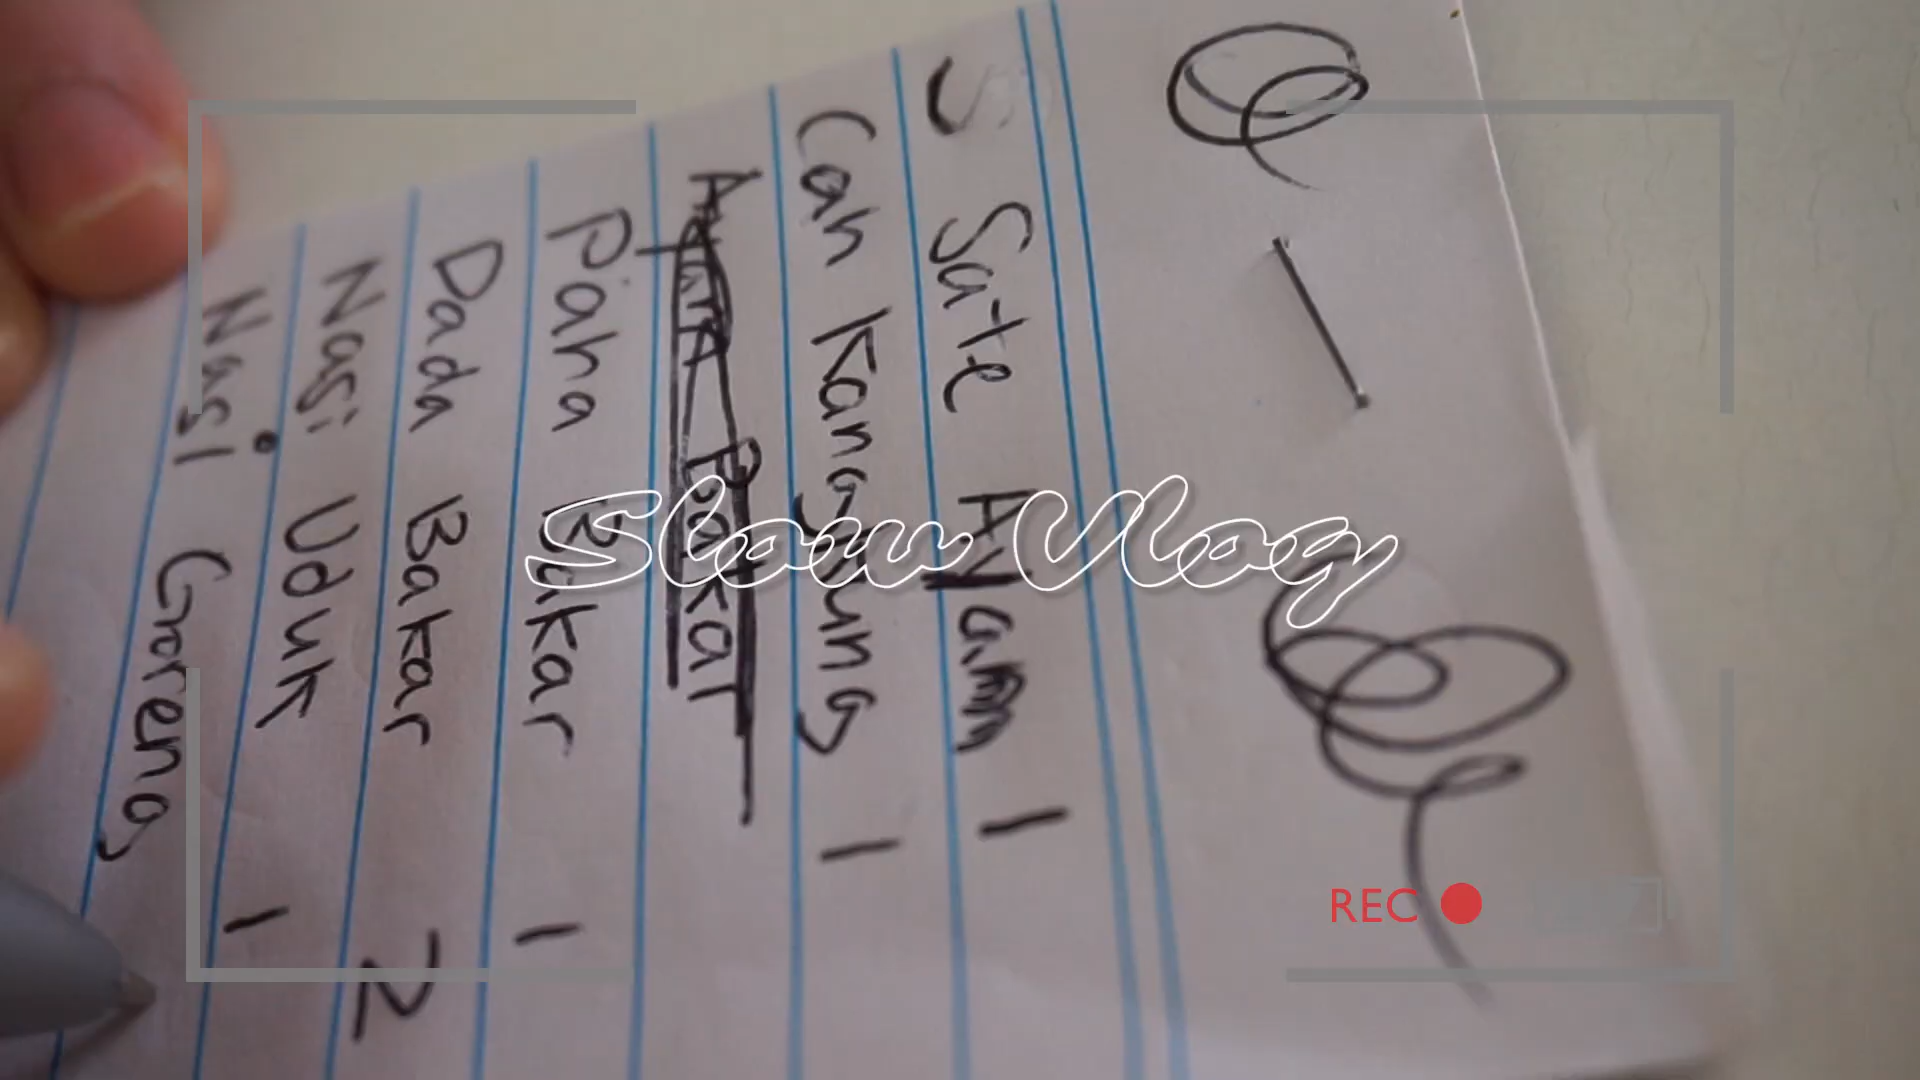 Sate Ayam 1
Cah Kangkung 1
Bakar
Paha Bakar 1
Dada Bakar 2
Nasi Uduk 1
Nasi Goreng
Slow Vlog
REC